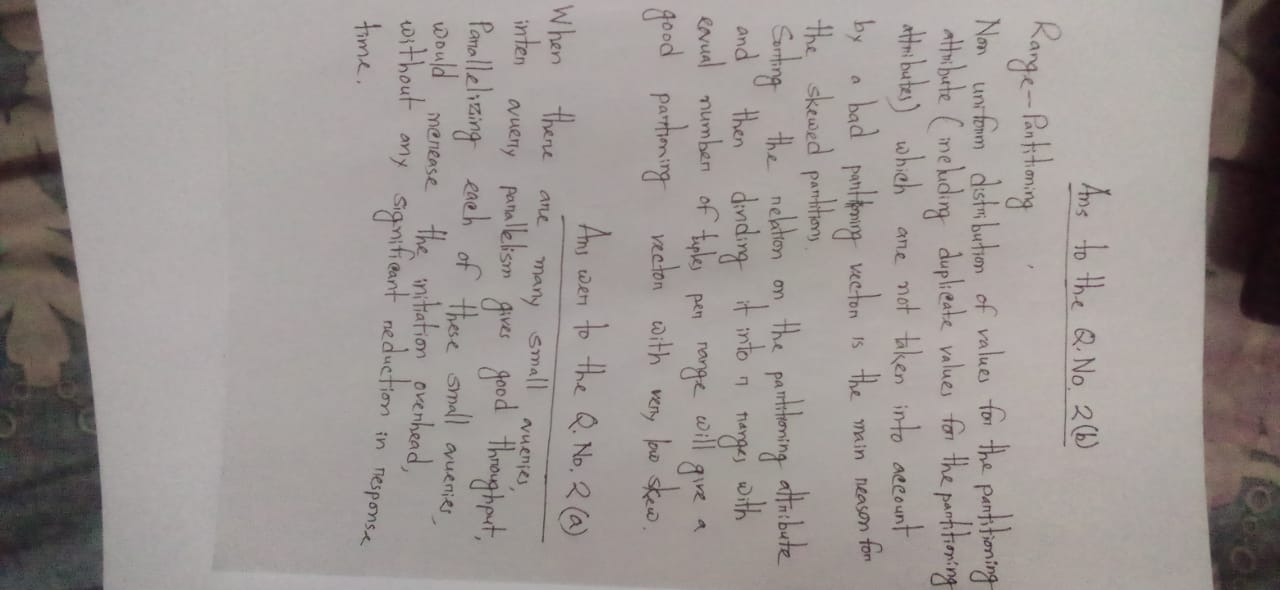 Ans to the Q. No. 2(b)
Range-Partitioning
Non uniform distribution of values for the partitioning
attribute (including duplicate values for the partitioning
attributes) which are not taken into account
by a bad partitioning vector is the main reason for
the skewed partitions.
Sorting the relation on the partitioning attribute
and then dividing it into n ranges with
equal number of tuples per range will give a
good partioning vector with very low skew.
Answer to the Q. No. 2(a)
When there are many small queries,
inter query parallelism gives good throughput,
Parallelizing each of these small queries,
would increase the initiation overhead,
without any significant reduction in response
time.